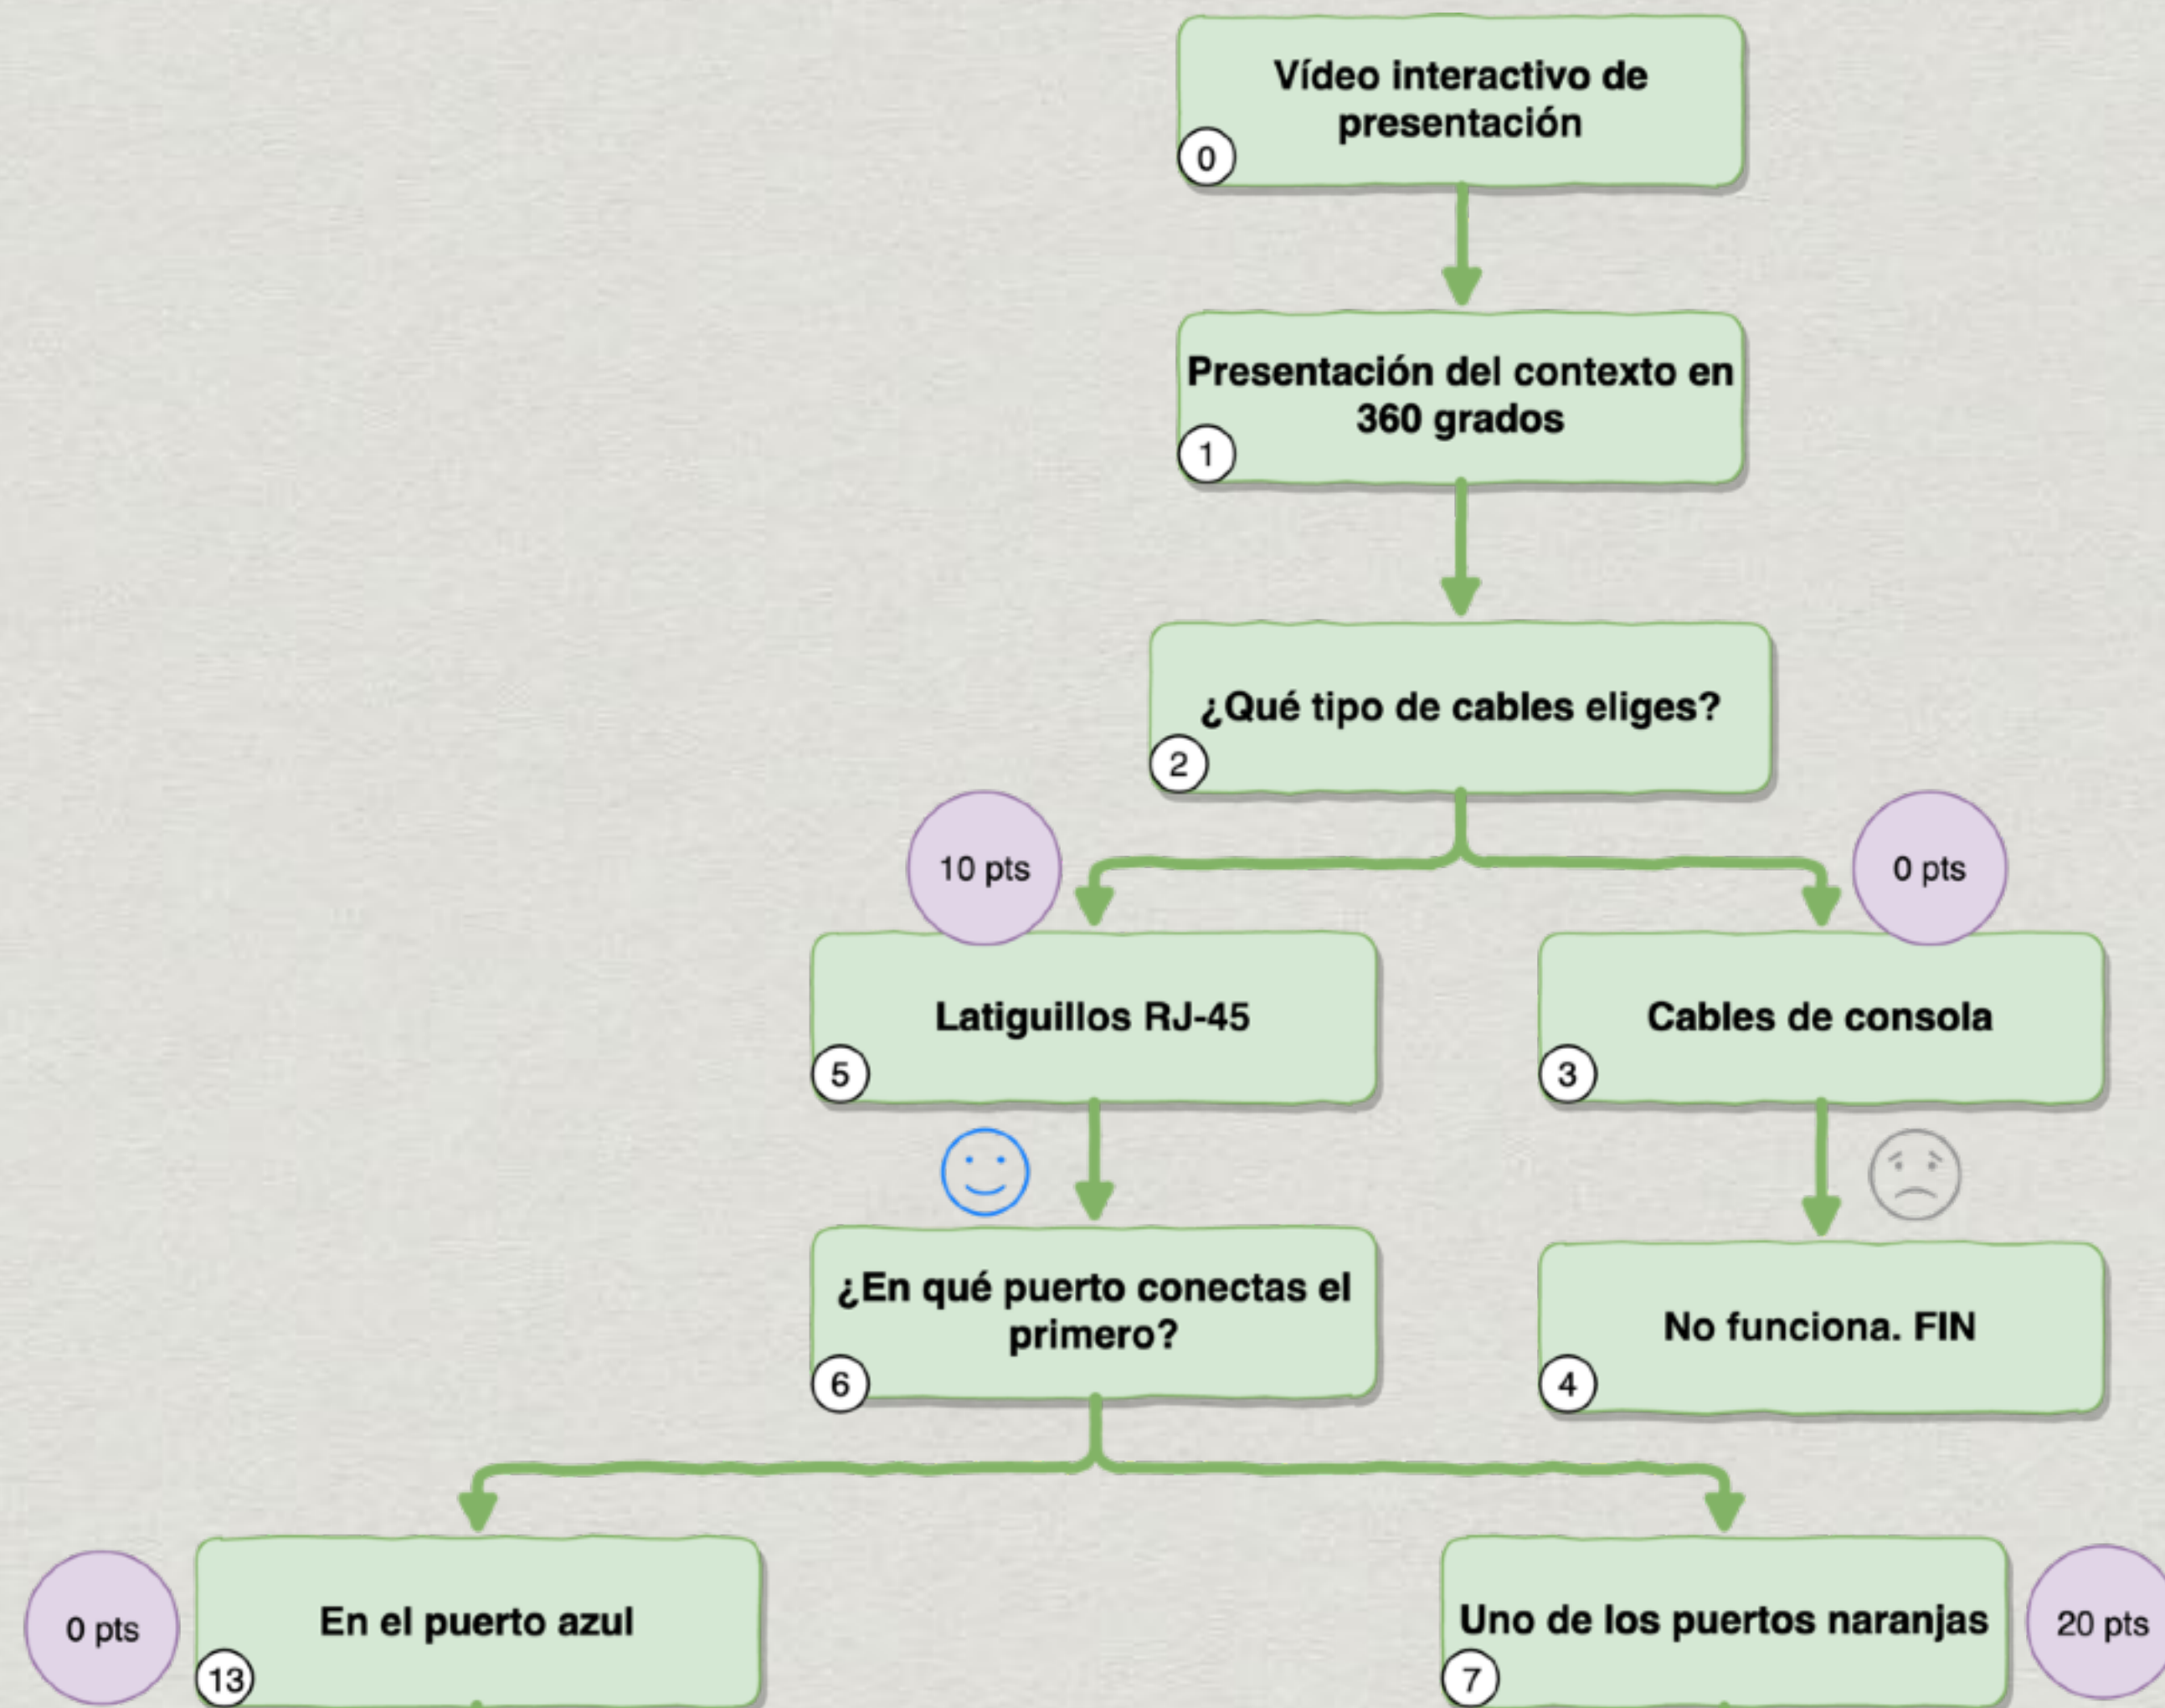 Vídeo interactivo de
presentación
0
Presentación del contexto en
360 grados
1
¿Qué tipo de cables eliges?
2
10 pts
0 pts
Latiguillos RJ-45
5
Cables de consola
3
¿En qué puerto conectas el
primero?
6
No funciona. FIN
4
0 pts
En el puerto azul
13
Uno de los puertos naranjas
7
20 pts